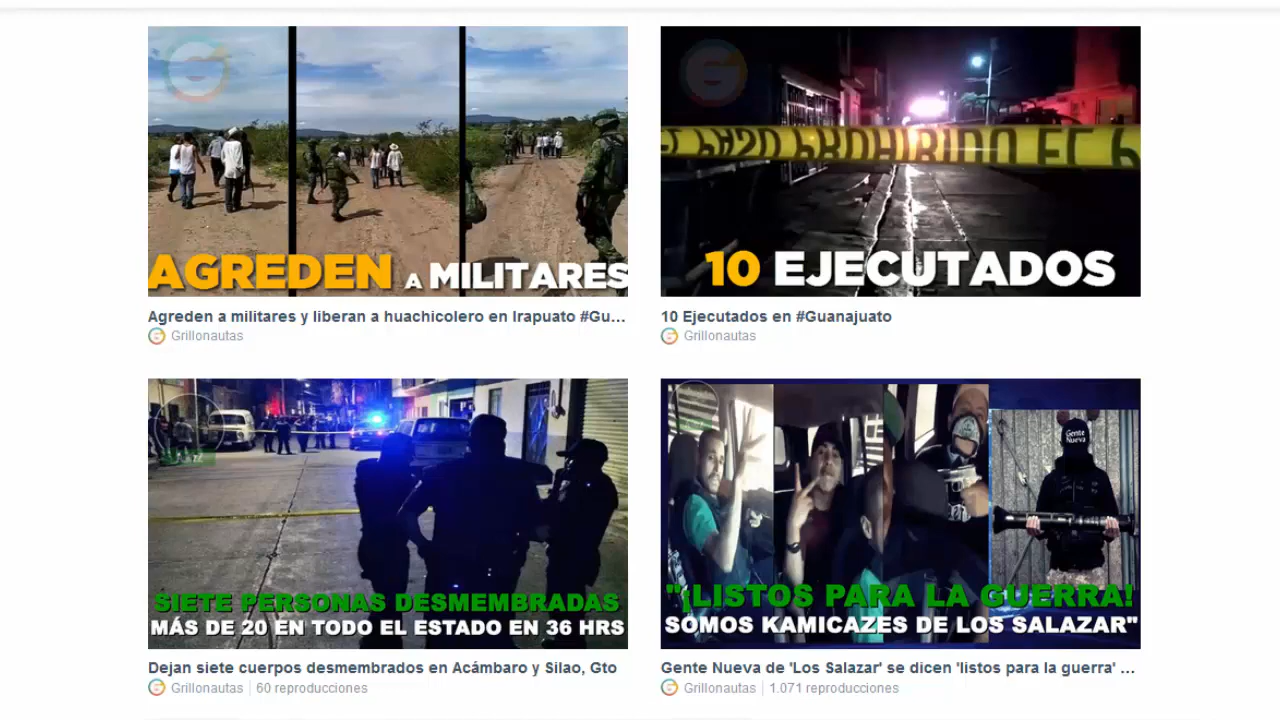 AGREDEN A MILITARES
PROHIBIDO
10 EJECUTADOS
Agreden a militares y liberan a huachicolero en Irapuato #Gu...
10 Ejecutados en #Guanajuato
Grillonautas
Grillonautas
SIETE PERSONAS DESMEMBRADAS
MÁS DE 20 EN TODO EL ESTADO EN 36 HRS
Gente
Nueva
"¡LISTOS PARA LA GUERRA!
SOMOS KAMICAZES DE LOS SALAZAR"
Dejan siete cuerpos desmembrados en Acámbaro y Silao, Gto
Gente Nueva de 'Los Salazar' se dicen 'listos para la guerra' ...
Grillonautas 60 reproducciones
Grillonautas 1.071 reproducciones